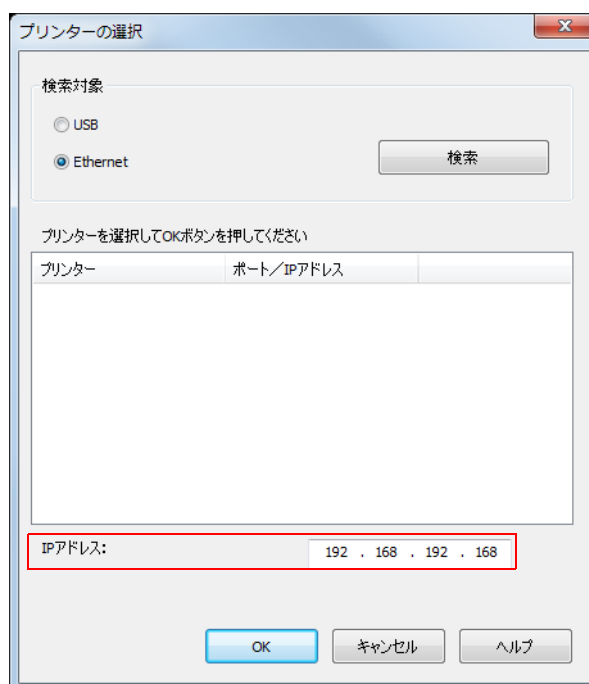 プリンターの選択
検索対象
USB
Ethernet
検索
プリンターを選択してOKボタンを押してください
プリンター ポート／IPアドレス
IPアドレス: 192 . 168 . 192 . 168
OK キャンセル ヘルプ